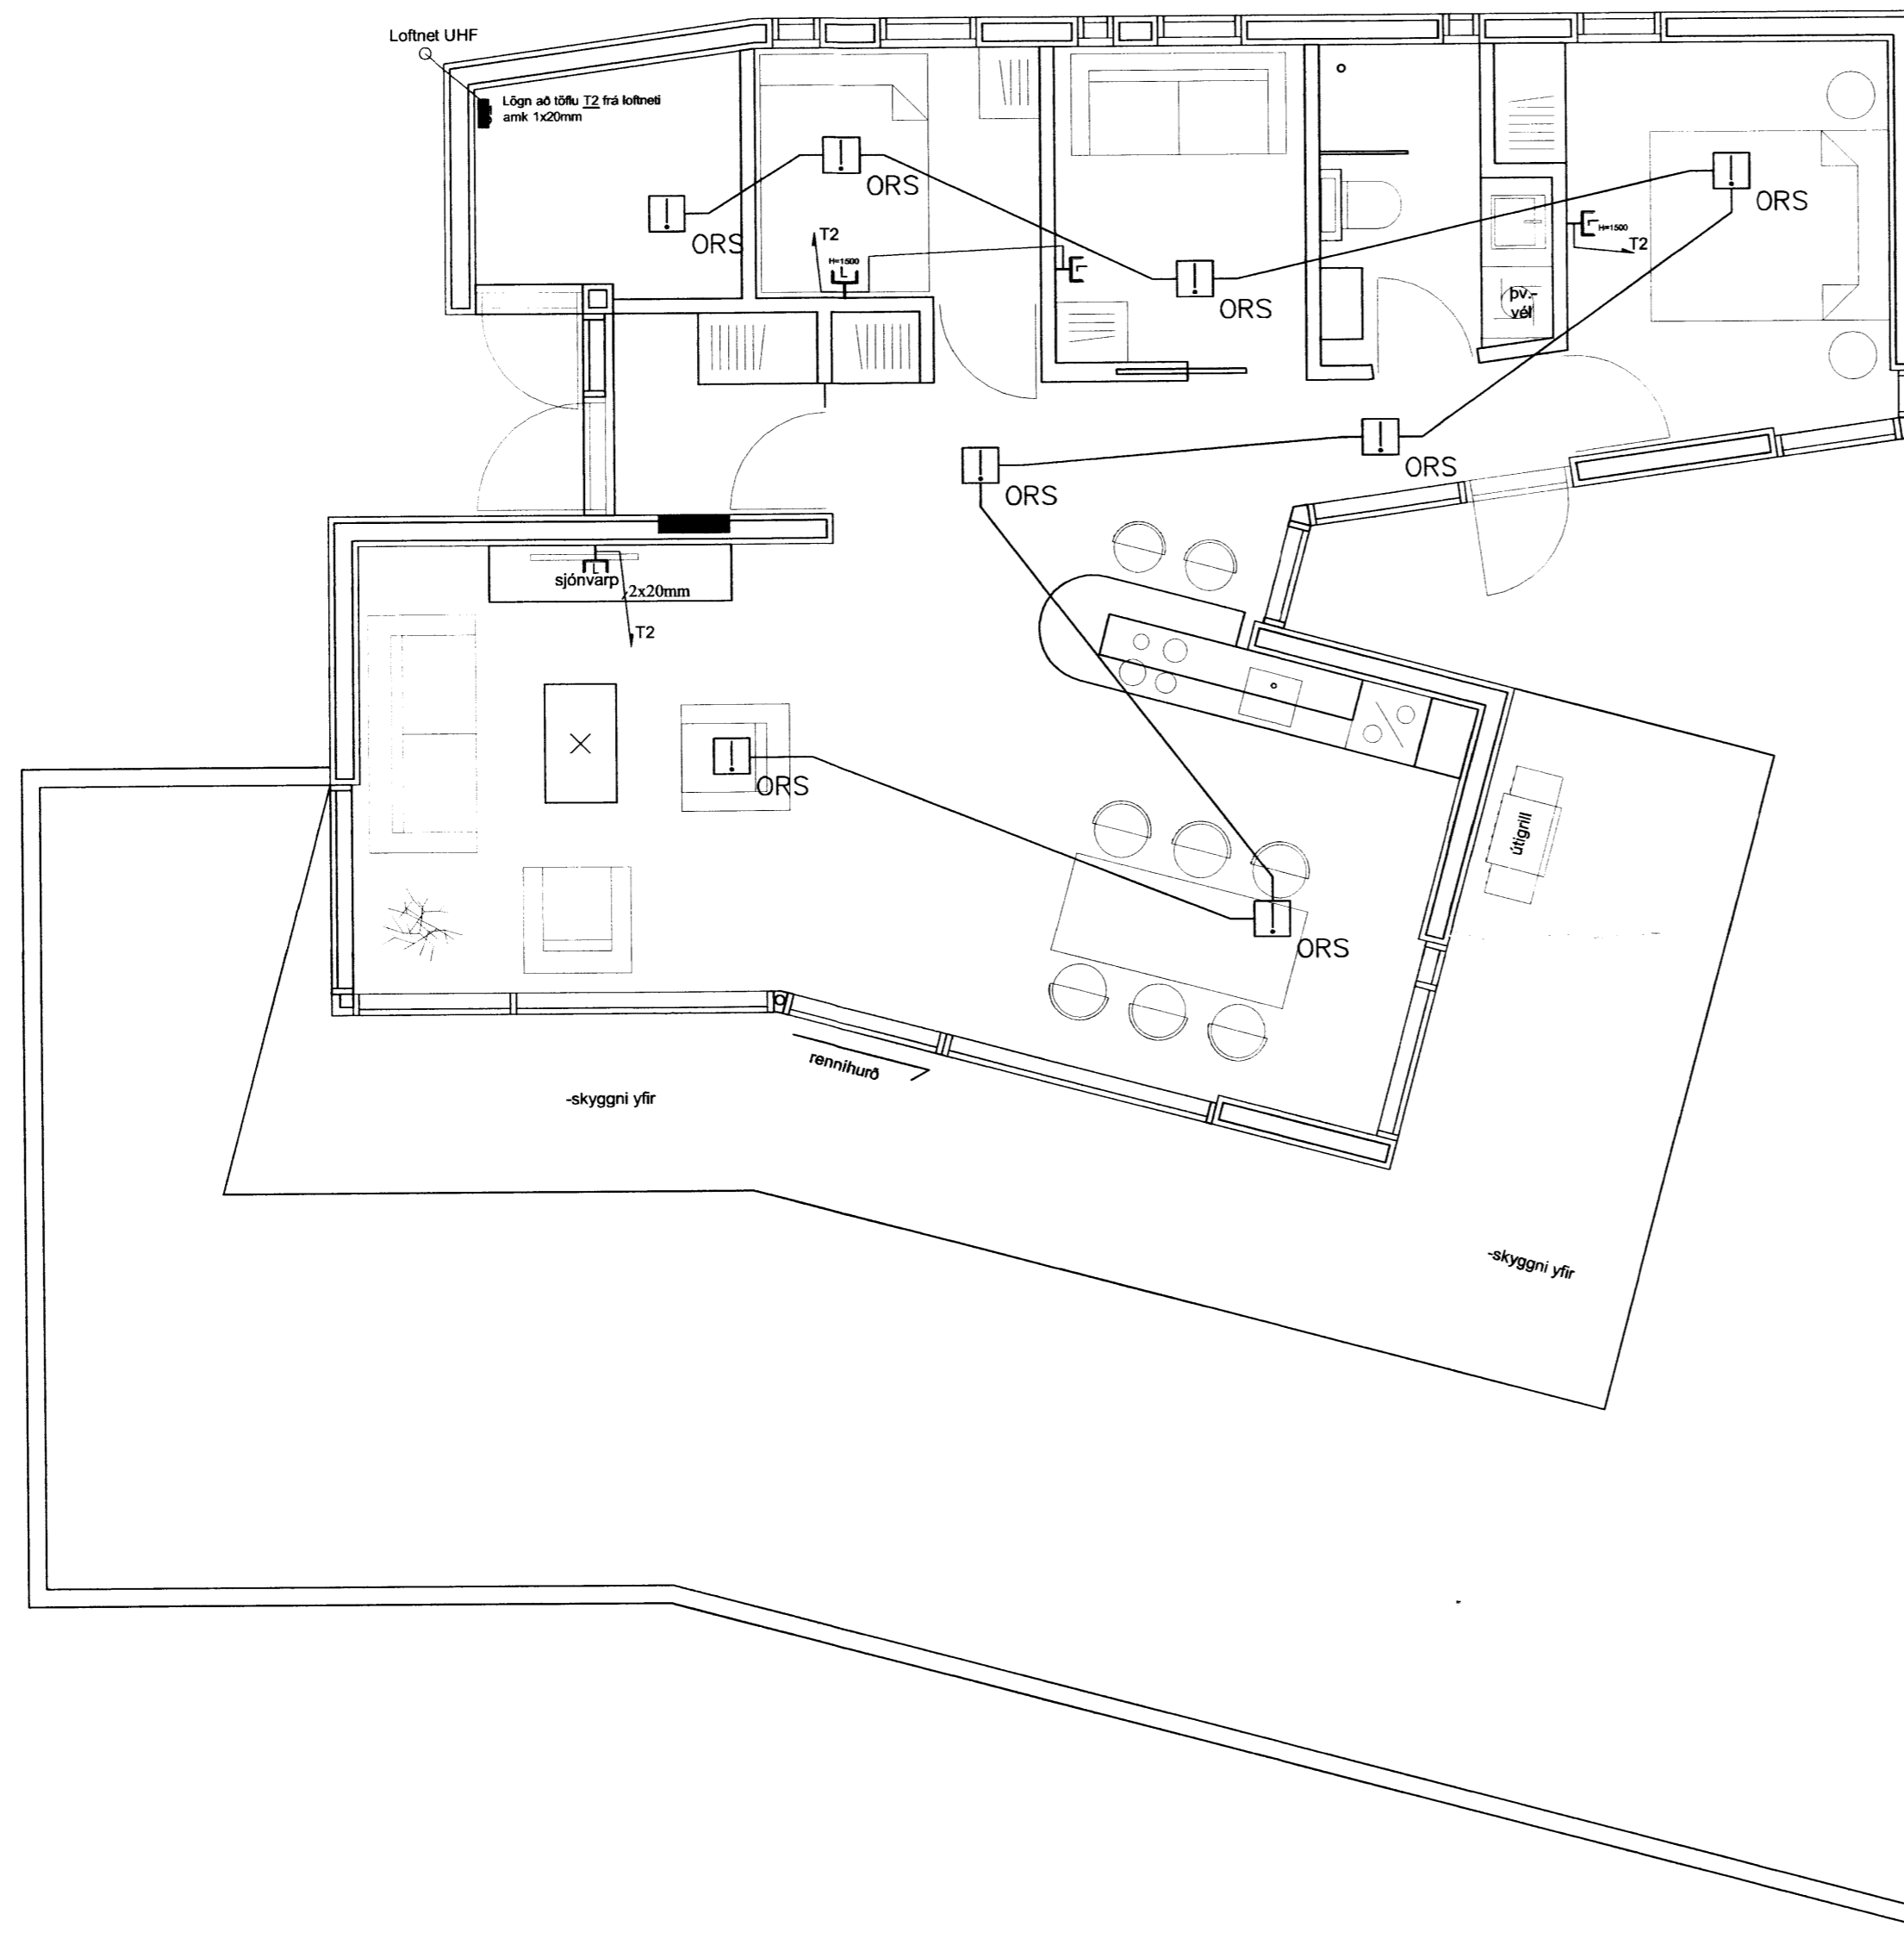 Loftnet UHF
Lögn að töflu T2 frá loftneti
amk 1x20mm
ORS
ORS
ORS
ORS
T2
H=1500
L
L
L
H=1500
T2
þv.-
vél
ORS
ORS
sjónvarp
L
2x20mm
T2
ORS
útigrill
ORS
rennihurð
-skyggni yfir
-skyggni yfir